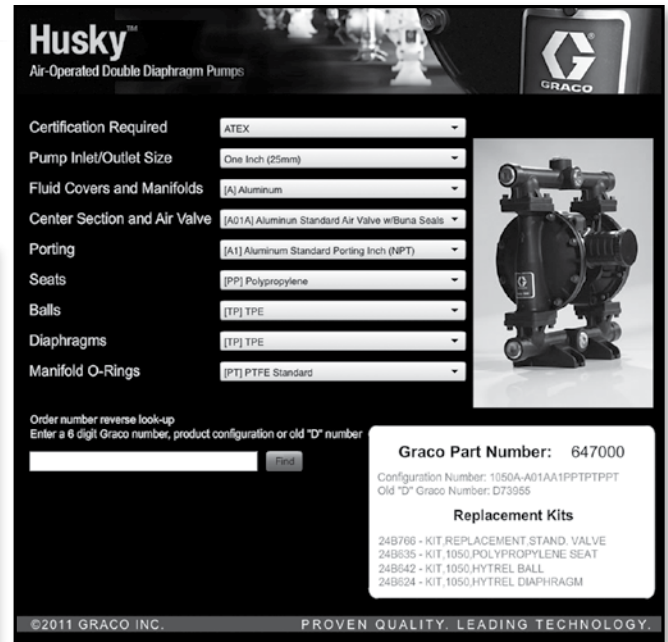 Husky™
Air-Operated Double Diaphragm Pumps
GRACO
Certification Required ATEX
Pump Inlet/Outlet Size One Inch (25mm)
Fluid Covers and Manifolds [A] Aluminum
Center Section and Air Valve [A01A] Aluminun Standard Air Valve w/Buna Seals
Porting [A1] Aluminum Standard Porting Inch (NPT)
Seats [PP] Polypropylene
Balls [TP] TPE
Diaphragms [TP] TPE
Manifold O-Rings [PT] PTFE Standard
Order number reverse look-up
Enter a 6 digit Graco number, product configuration or old "D" number
Find
Graco Part Number: 647000
Configuration Number: 1050A-A01AA1PPTPTPPT
Old "D" Graco Number: D73955
Replacement Kits
24B766 - KIT,REPLACEMENT,STAND. VALVE
24B635 - KIT,1050,POLYPROPYLENE SEAT
24B642 - KIT,1050,HYTREL BALL
24B624 - KIT,1050,HYTREL DIAPHRAGM
©2011 GRACO INC. PROVEN QUALITY. LEADING TECHNOLOGY.